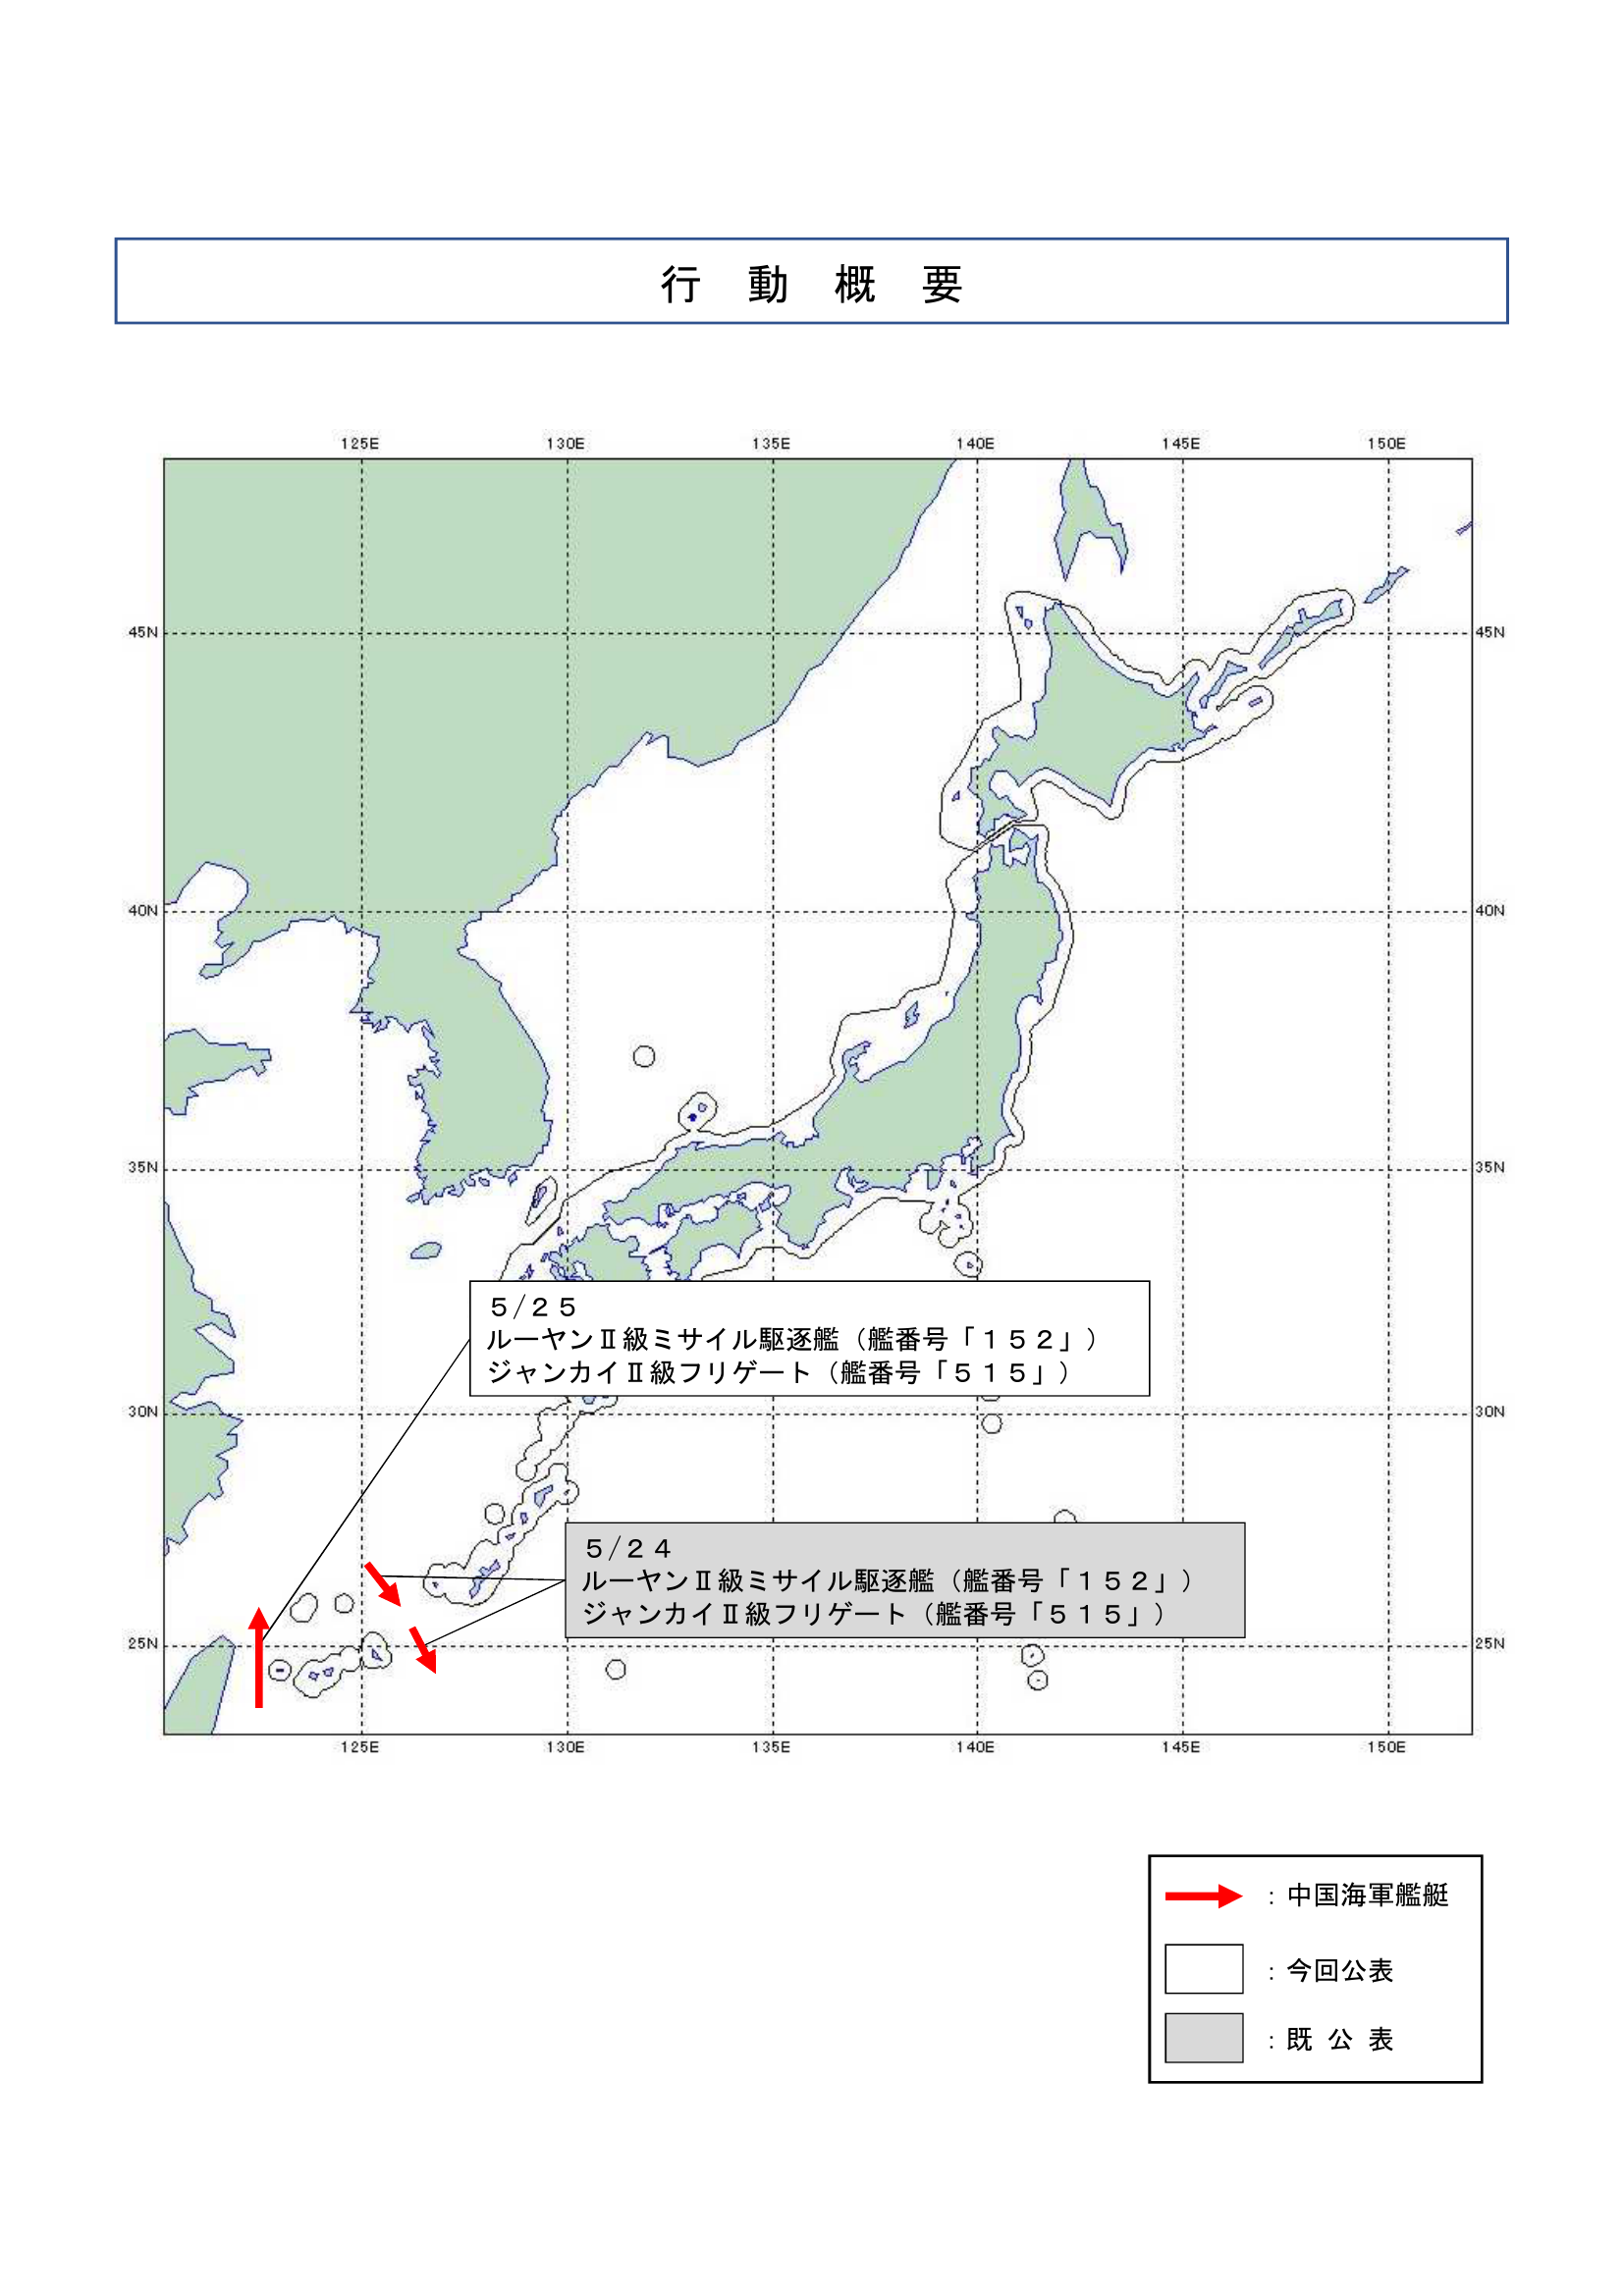 行　動　概　要
125E 130E 135E 140E 145E 150E
45N 45N
40N 40N
35N 35N
５/２５
ルーヤンⅡ級ミサイル駆逐艦（艦番号「１５２」）
ジャンカイⅡ級フリゲート（艦番号「５１５」）
30N 30N
５/２４
ルーヤンⅡ級ミサイル駆逐艦（艦番号「１５２」）
ジャンカイⅡ級フリゲート（艦番号「５１５」）
25N 25N
125E 130E 135E 140E 145E 150E
：中国海軍艦艇
：今回公表
：既 公 表